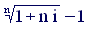 ⁿ√(1 + n i) − 1